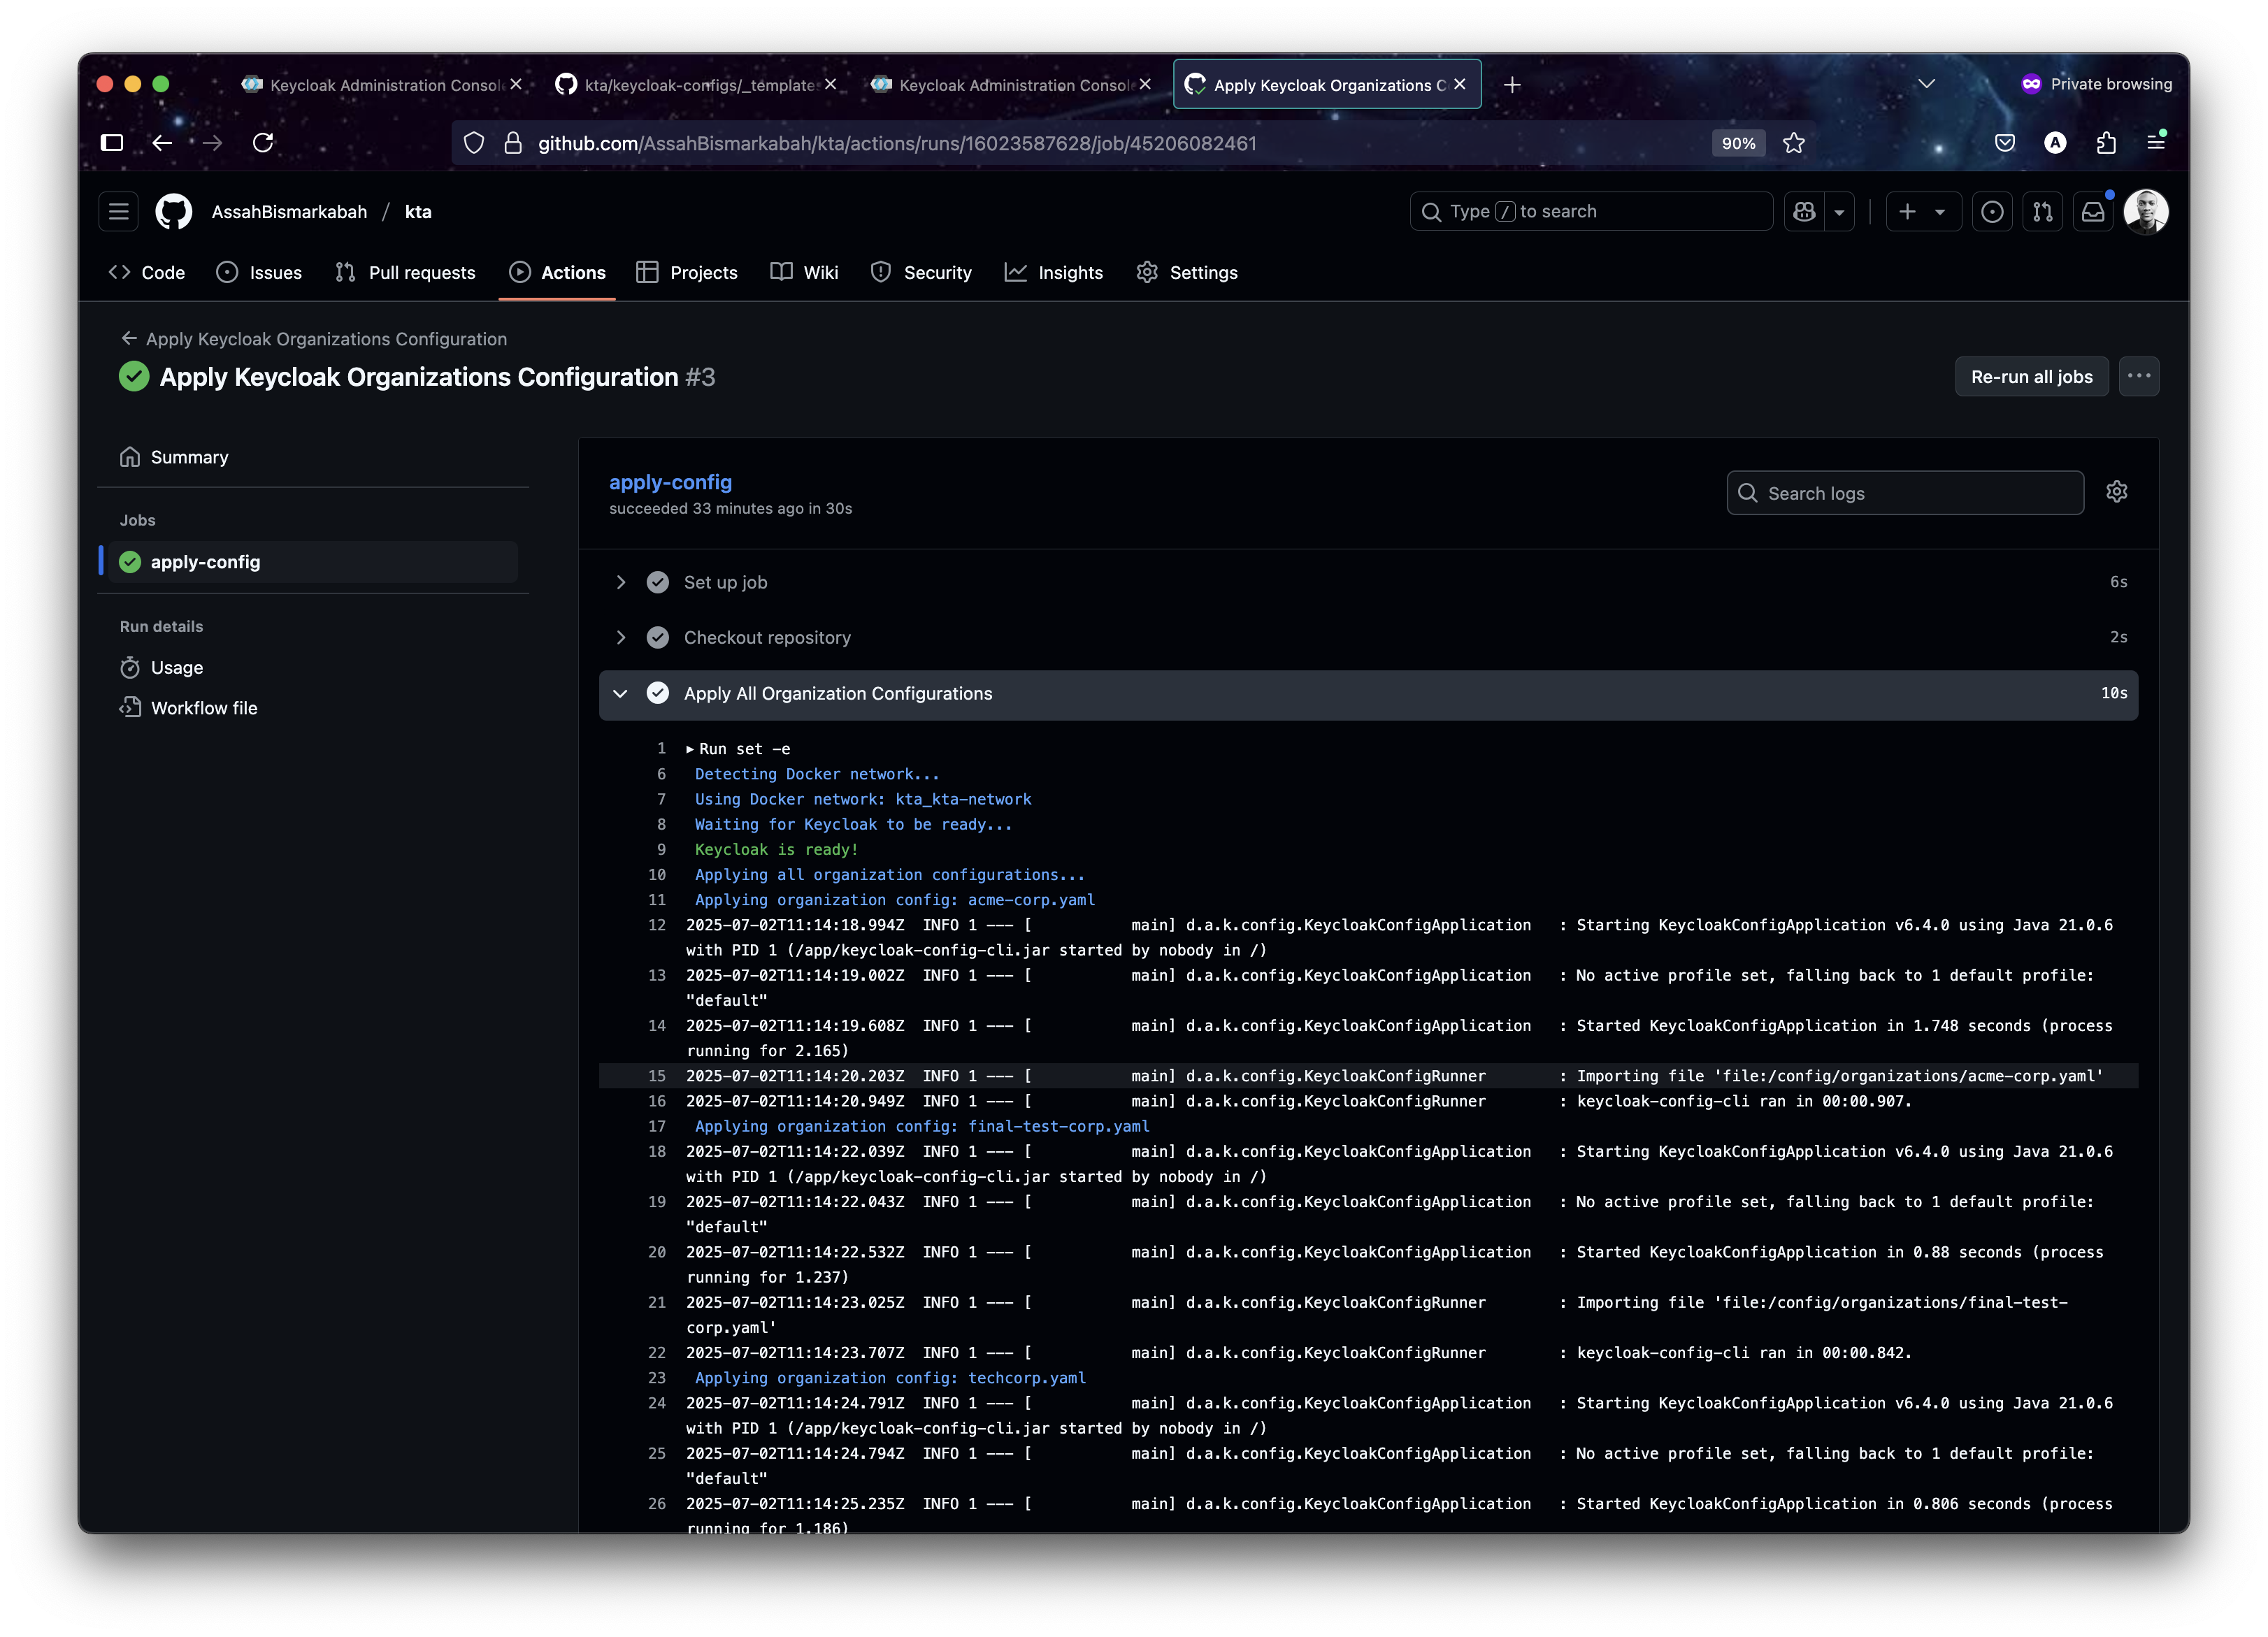 Keycloak Administration Consol
kta/keycloak-configs/_template
Keycloak Administration Consol
Apply Keycloak Organizations C
Private browsing
github.com/AssahBismarkabah/kta/actions/runs/16023587628/job/45206082461
90%
A
AssahBismarkabah / kta
Type / to search
Code
Issues
Pull requests
Actions
Projects
Wiki
Security
Insights
Settings
Apply Keycloak Organizations Configuration
Apply Keycloak Organizations Configuration #3
Re-run all jobs
Summary
Jobs
apply-config
Run details
Usage
Workflow file
apply-config
succeeded 33 minutes ago in 30s
Search logs
Set up job 6s
Checkout repository 2s
Apply All Organization Configurations 10s
1 Run set -e
6 Detecting Docker network...
7 Using Docker network: kta_kta-network
8 Waiting for Keycloak to be ready...
9 Keycloak is ready!
10 Applying all organization configurations...
11 Applying organization config: acme-corp.yaml
12 2025-07-02T11:14:18.994Z INFO 1 --- [ main] d.a.k.config.KeycloakConfigApplication : Starting KeycloakConfigApplication v6.4.0 using Java 21.0.6
with PID 1 (/app/keycloak-config-cli.jar started by nobody in /)
13 2025-07-02T11:14:19.002Z INFO 1 --- [ main] d.a.k.config.KeycloakConfigApplication : No active profile set, falling back to 1 default profile:
"default"
14 2025-07-02T11:14:19.608Z INFO 1 --- [ main] d.a.k.config.KeycloakConfigApplication : Started KeycloakConfigApplication in 1.748 seconds (process
running for 2.165)
15 2025-07-02T11:14:20.203Z INFO 1 --- [ main] d.a.k.config.KeycloakConfigRunner : Importing file 'file:/config/organizations/acme-corp.yaml'
16 2025-07-02T11:14:20.949Z INFO 1 --- [ main] d.a.k.config.KeycloakConfigRunner : keycloak-config-cli ran in 00:00.907.
17 Applying organization config: final-test-corp.yaml
18 2025-07-02T11:14:22.039Z INFO 1 --- [ main] d.a.k.config.KeycloakConfigApplication : Starting KeycloakConfigApplication v6.4.0 using Java 21.0.6
with PID 1 (/app/keycloak-config-cli.jar started by nobody in /)
19 2025-07-02T11:14:22.043Z INFO 1 --- [ main] d.a.k.config.KeycloakConfigApplication : No active profile set, falling back to 1 default profile:
"default"
20 2025-07-02T11:14:22.532Z INFO 1 --- [ main] d.a.k.config.KeycloakConfigApplication : Started KeycloakConfigApplication in 0.88 seconds (process
running for 1.237)
21 2025-07-02T11:14:23.025Z INFO 1 --- [ main] d.a.k.config.KeycloakConfigRunner : Importing file 'file:/config/organizations/final-test-
corp.yaml'
22 2025-07-02T11:14:23.707Z INFO 1 --- [ main] d.a.k.config.KeycloakConfigRunner : keycloak-config-cli ran in 00:00.842.
23 Applying organization config: techcorp.yaml
24 2025-07-02T11:14:24.791Z INFO 1 --- [ main] d.a.k.config.KeycloakConfigApplication : Starting KeycloakConfigApplication v6.4.0 using Java 21.0.6
with PID 1 (/app/keycloak-config-cli.jar started by nobody in /)
25 2025-07-02T11:14:24.794Z INFO 1 --- [ main] d.a.k.config.KeycloakConfigApplication : No active profile set, falling back to 1 default profile:
"default"
26 2025-07-02T11:14:25.235Z INFO 1 --- [ main] d.a.k.config.KeycloakConfigApplication : Started KeycloakConfigApplication in 0.806 seconds (process
running for 1.186)